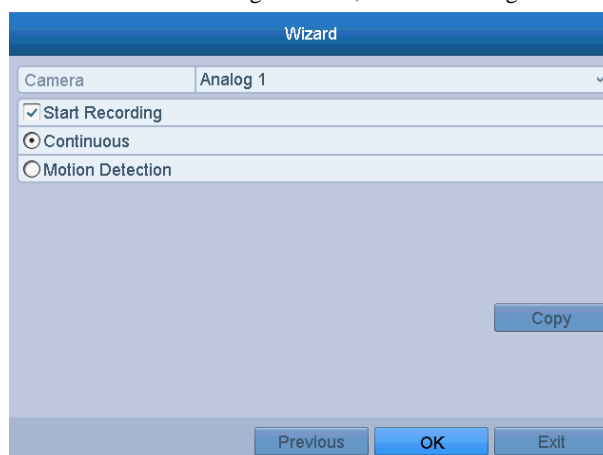 Wizard
Camera Analog 1
Start Recording
Continuous
Motion Detection
Copy
Previous OK Exit